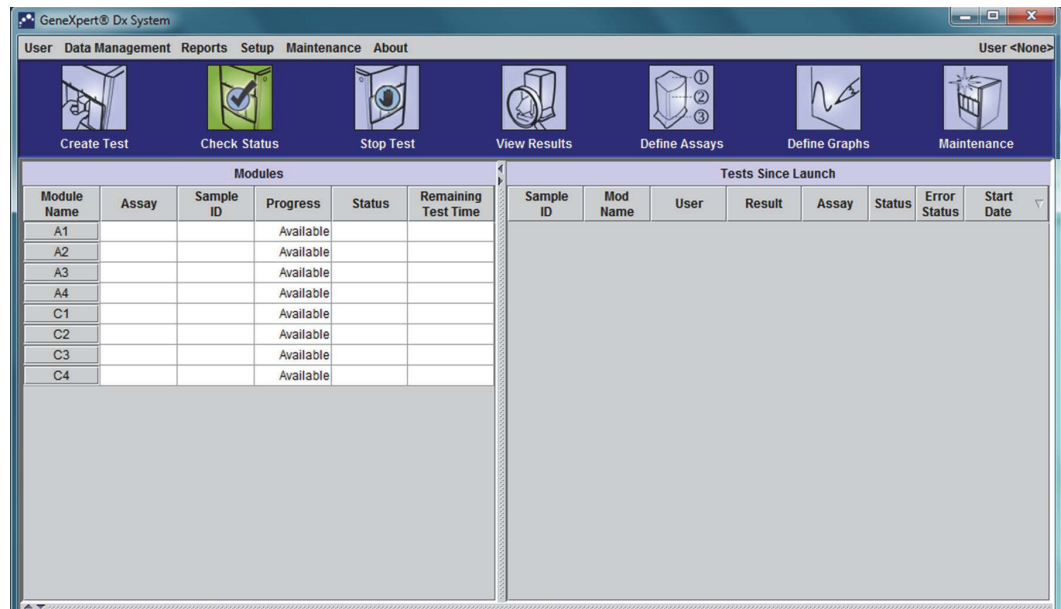 GeneXpert® Dx System
User Data Management Reports Setup Maintenance About User <None>
Create Test Check Status Stop Test View Results Define Assays Define Graphs Maintenance
Modules
Module Name Assay Sample ID Progress Status Remaining Test Time
A1 Available
A2 Available
A3 Available
A4 Available
C1 Available
C2 Available
C3 Available
C4 Available
Tests Since Launch
Sample ID Mod Name User Result Assay Status Error Status Start Date
1
2
3